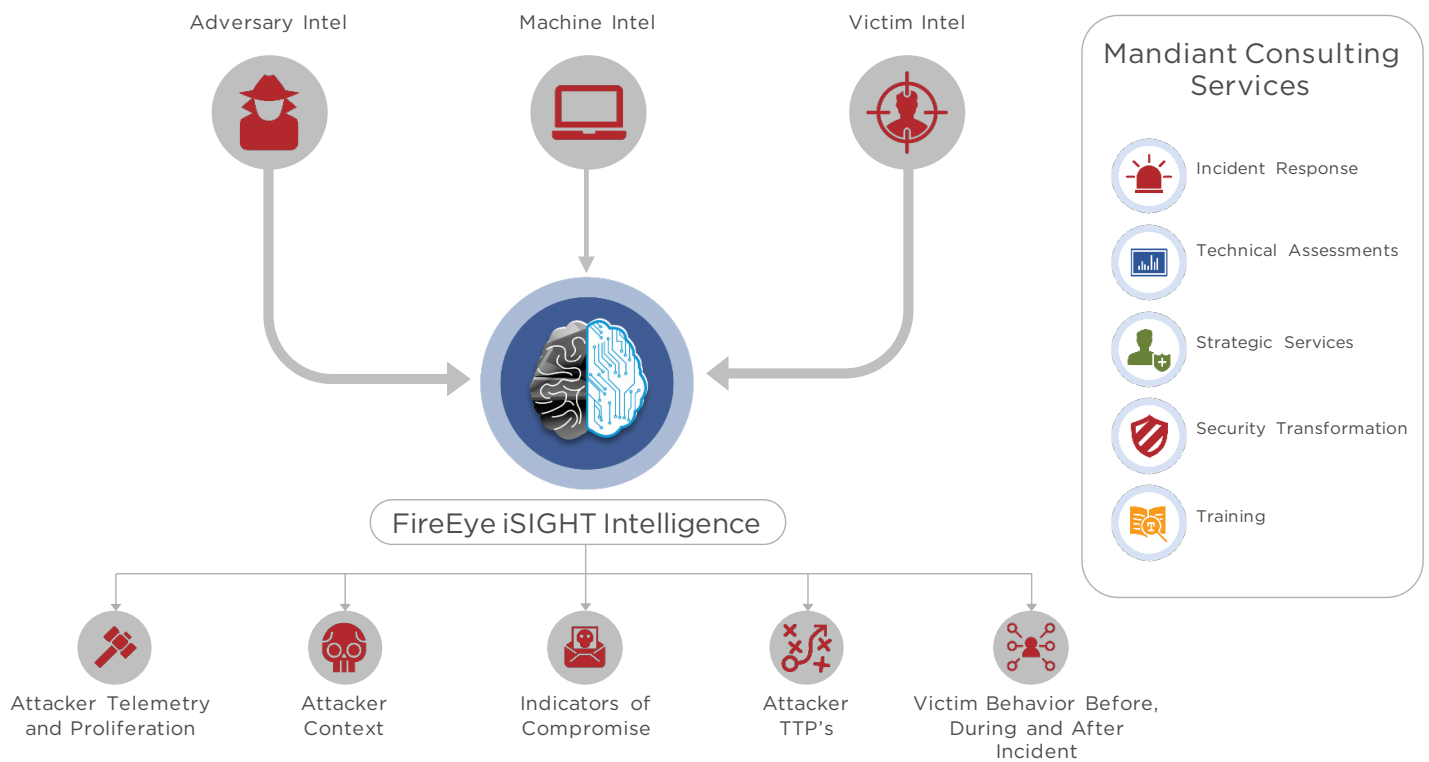 Adversary Intel
Machine Intel
Victim Intel
FireEye iSIGHT Intelligence
Attacker Telemetry
and Proliferation
Attacker
Context
Indicators of
Compromise
Attacker
TTP's
Victim Behavior Before,
During and After
Incident
Mandiant Consulting
Services
Incident Response
Technical Assessments
Strategic Services
Security Transformation
T
Training